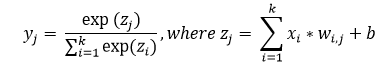 y_j = exp (z_j) / ∑_{i=1}^{k} exp(z_i) , where z_j = ∑_{i=1}^{k} x_i * w_{i,j} + b